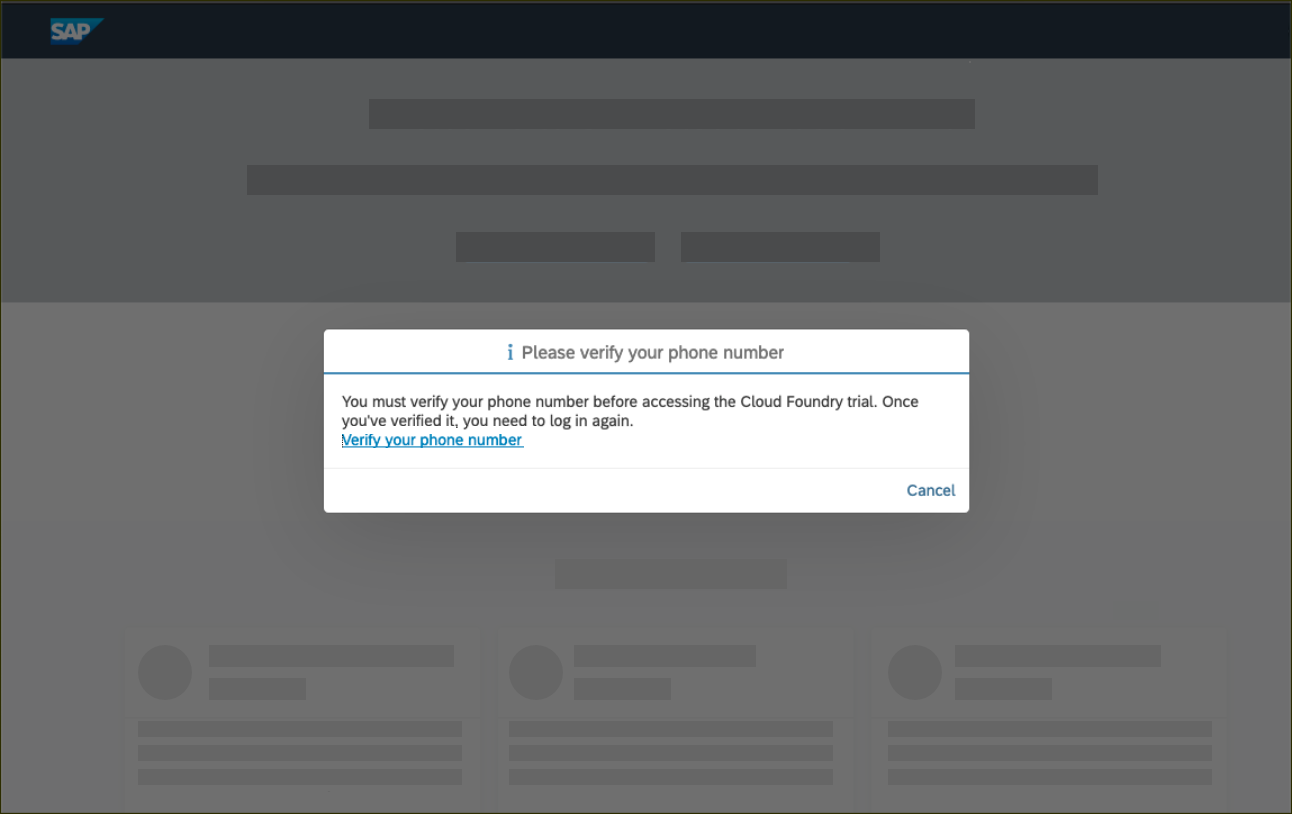 SAP
Please verify your phone number
You must verify your phone number before accessing the Cloud Foundry trial. Once
you've verified it, you need to log in again.
Verify your phone number
Cancel